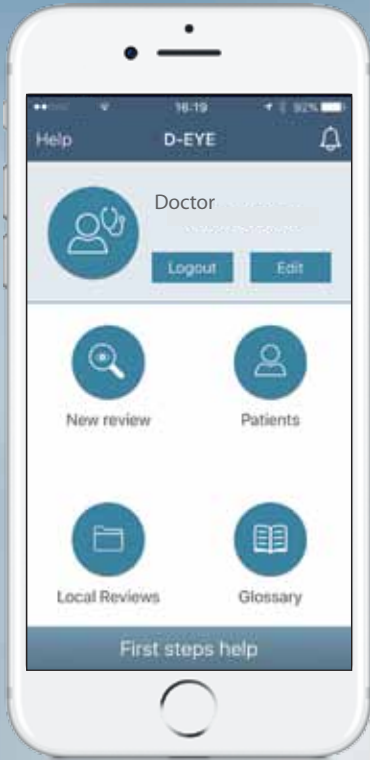 16:19 92%
Help D-EYE
Doctor
Logout Edit
New review Patients
Local Reviews Glossary
First steps help